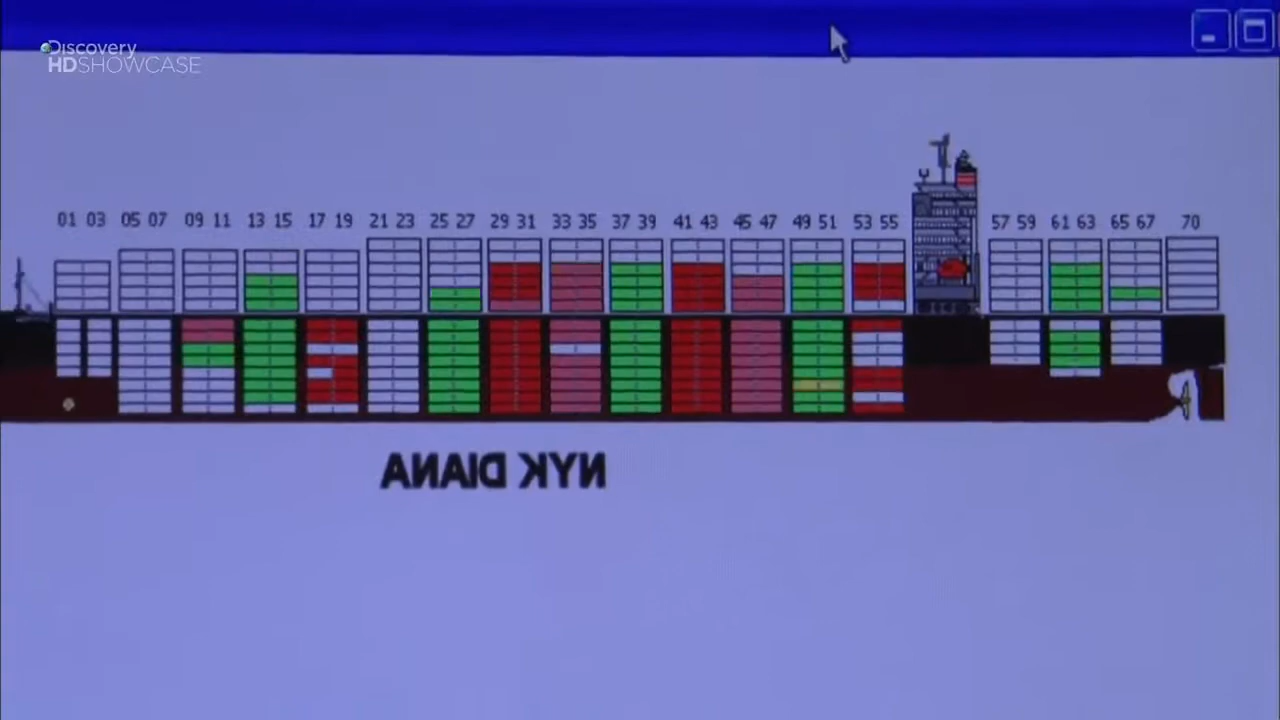 Discovery
HD SHOWCASE
01 03 05 07 09 11 13 15 17 19 21 23 25 27 29 31 33 35 37 39 41 43 45 47 49 51 53 55 57 59 61 63 65 67 70
NYK DIANA